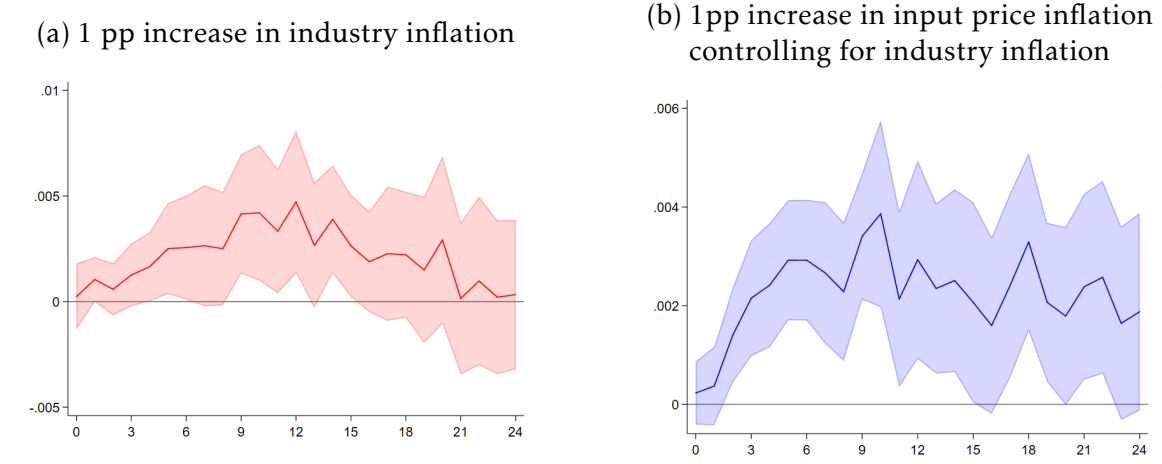 (a) 1 pp increase in industry inflation
.01
.005
0
-.005
0 3 6 9 12 15 18 21 24
(b) 1pp increase in input price inflation
controlling for industry inflation
.006
.004
.002
0
0 3 6 9 12 15 18 21 24